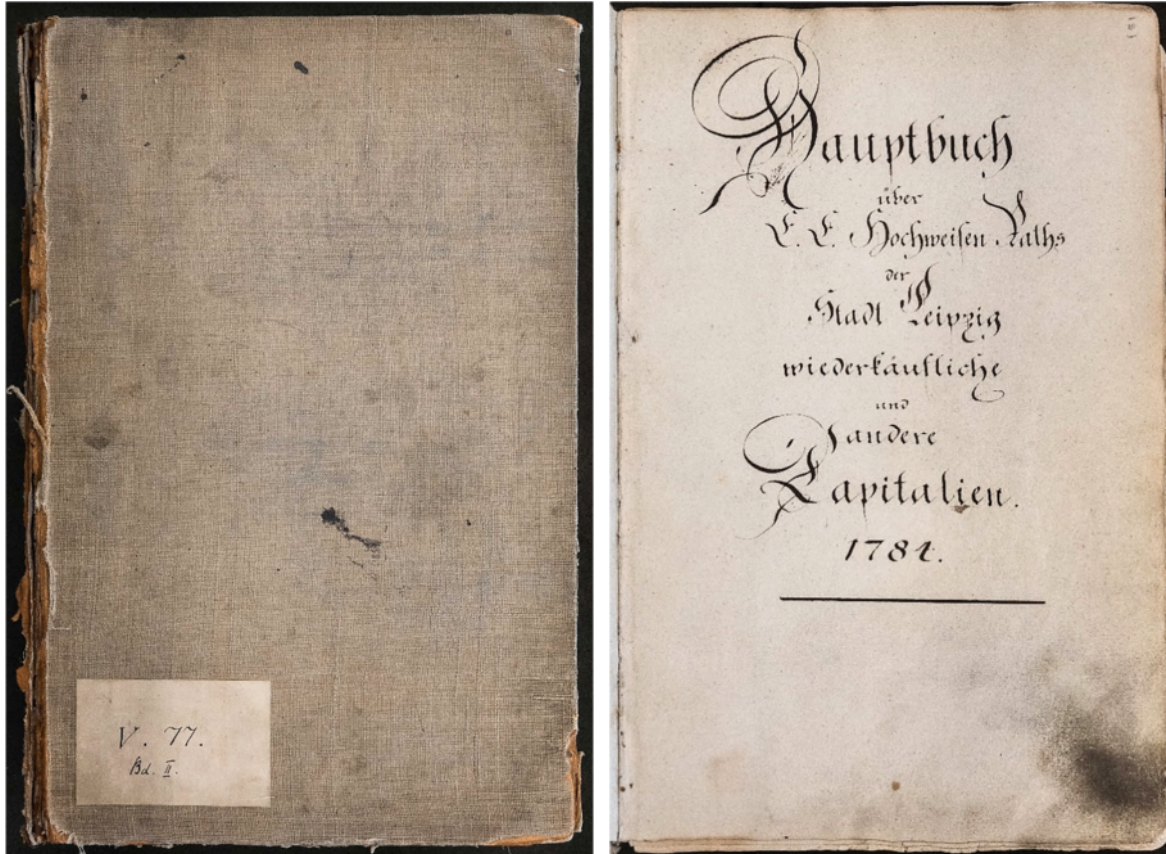 V. 77.
Bd. II.
Hauptbuch
über
E. E. Hochweisen Raths
der
Stadt Leipzig
wiederkäufliche
und
andere
Capitalien.
1784.